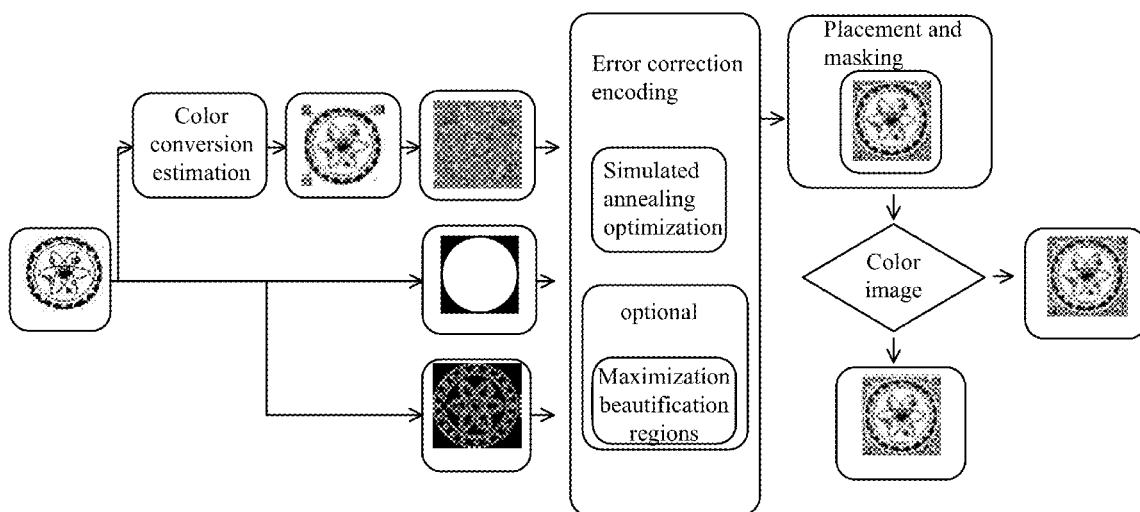 Color
conversion
estimation
Error correction
encoding
Simulated
annealing
optimization
optional
Maximization
beautification
regions
Placement and
masking
Color
image